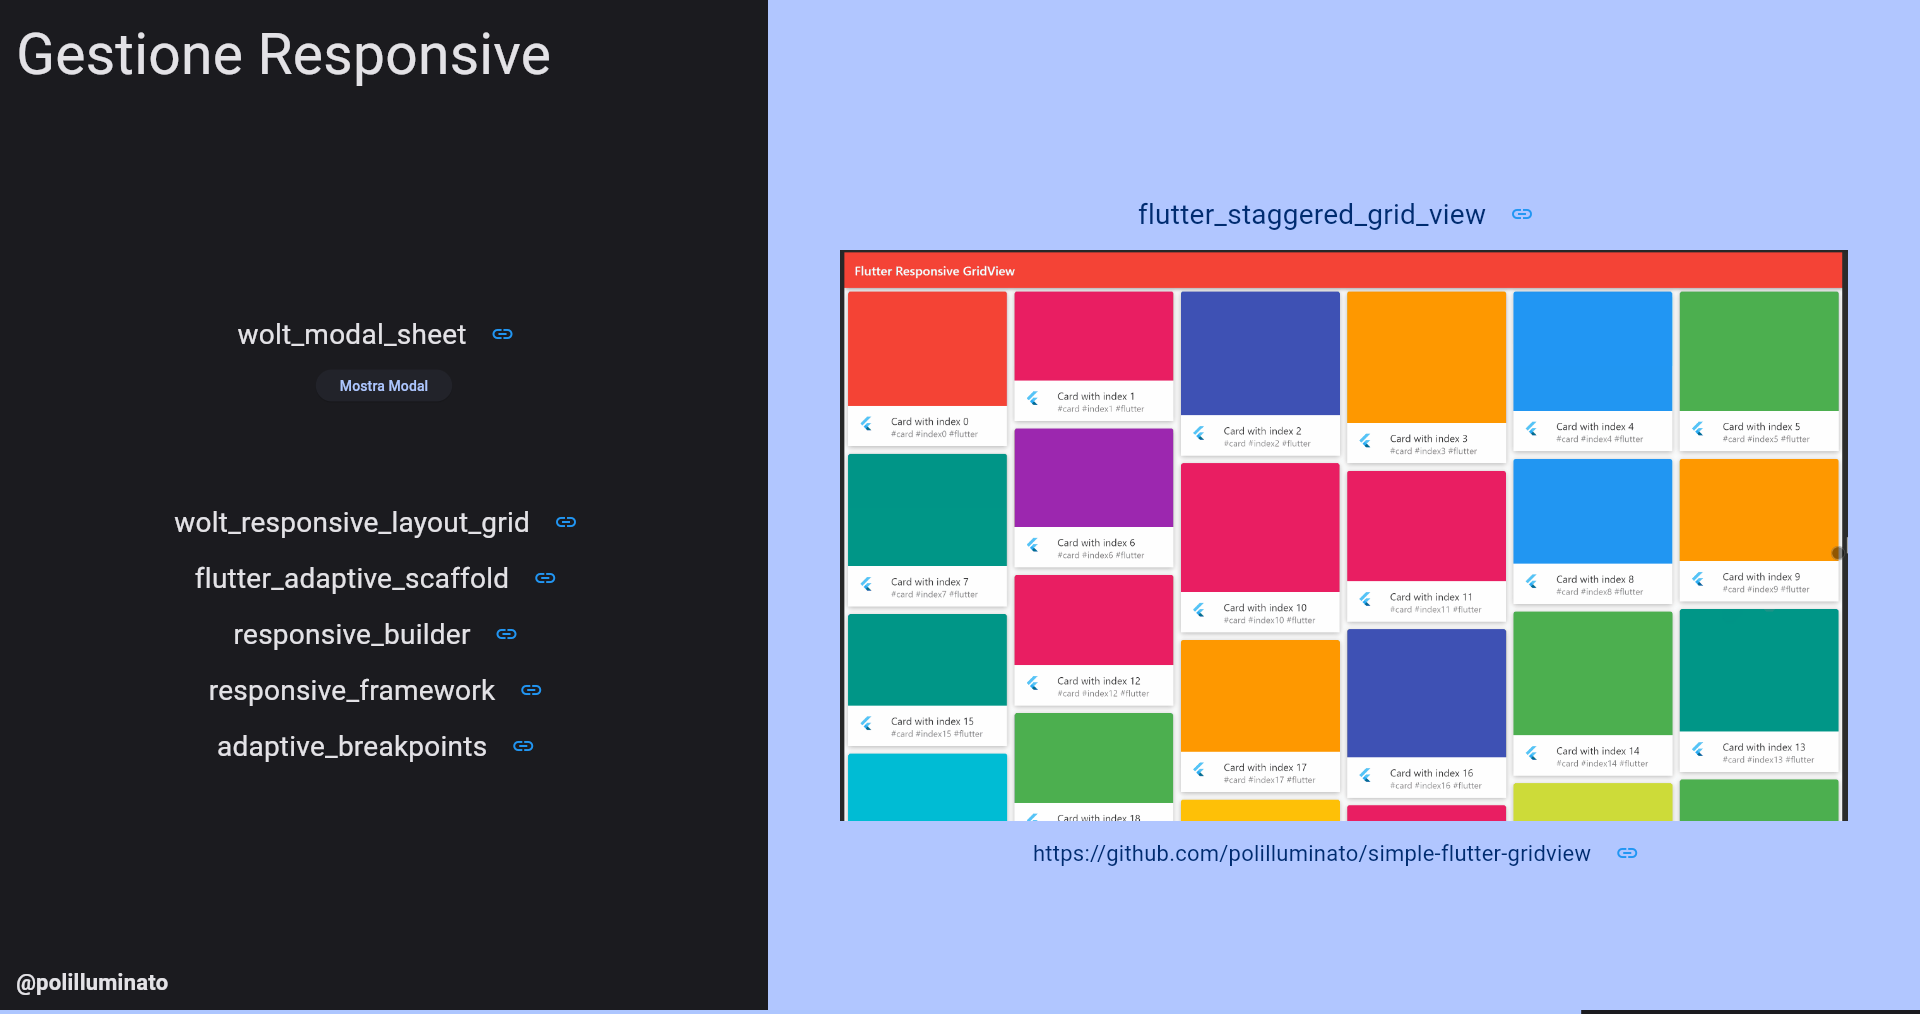 Gestione Responsive
wolt_modal_sheet
Mostra Modal
wolt_responsive_layout_grid
flutter_adaptive_scaffold
responsive_builder
responsive_framework
adaptive_breakpoints
@polilluminato
flutter_staggered_grid_view
Flutter Responsive GridView
Card with index 0
#card #index0 #flutter
Card with index 7
#card #index7 #flutter
Card with index 15
#card #index15 #flutter
Card with index 1
#card #index1 #flutter
Card with index 6
#card #index6 #flutter
Card with index 12
#card #index12 #flutter
Card with index 18
Card with index 2
#card #index2 #flutter
Card with index 10
#card #index10 #flutter
Card with index 17
#card #index17 #flutter
Card with index 3
#card #index3 #flutter
Card with index 11
#card #index11 #flutter
Card with index 16
#card #index16 #flutter
Card with index 4
#card #index4 #flutter
Card with index 8
#card #index8 #flutter
Card with index 14
#card #index14 #flutter
Card with index 5
#card #index5 #flutter
Card with index 9
#card #index9 #flutter
Card with index 13
#card #index13 #flutter
https://github.com/polilluminato/simple-flutter-gridview